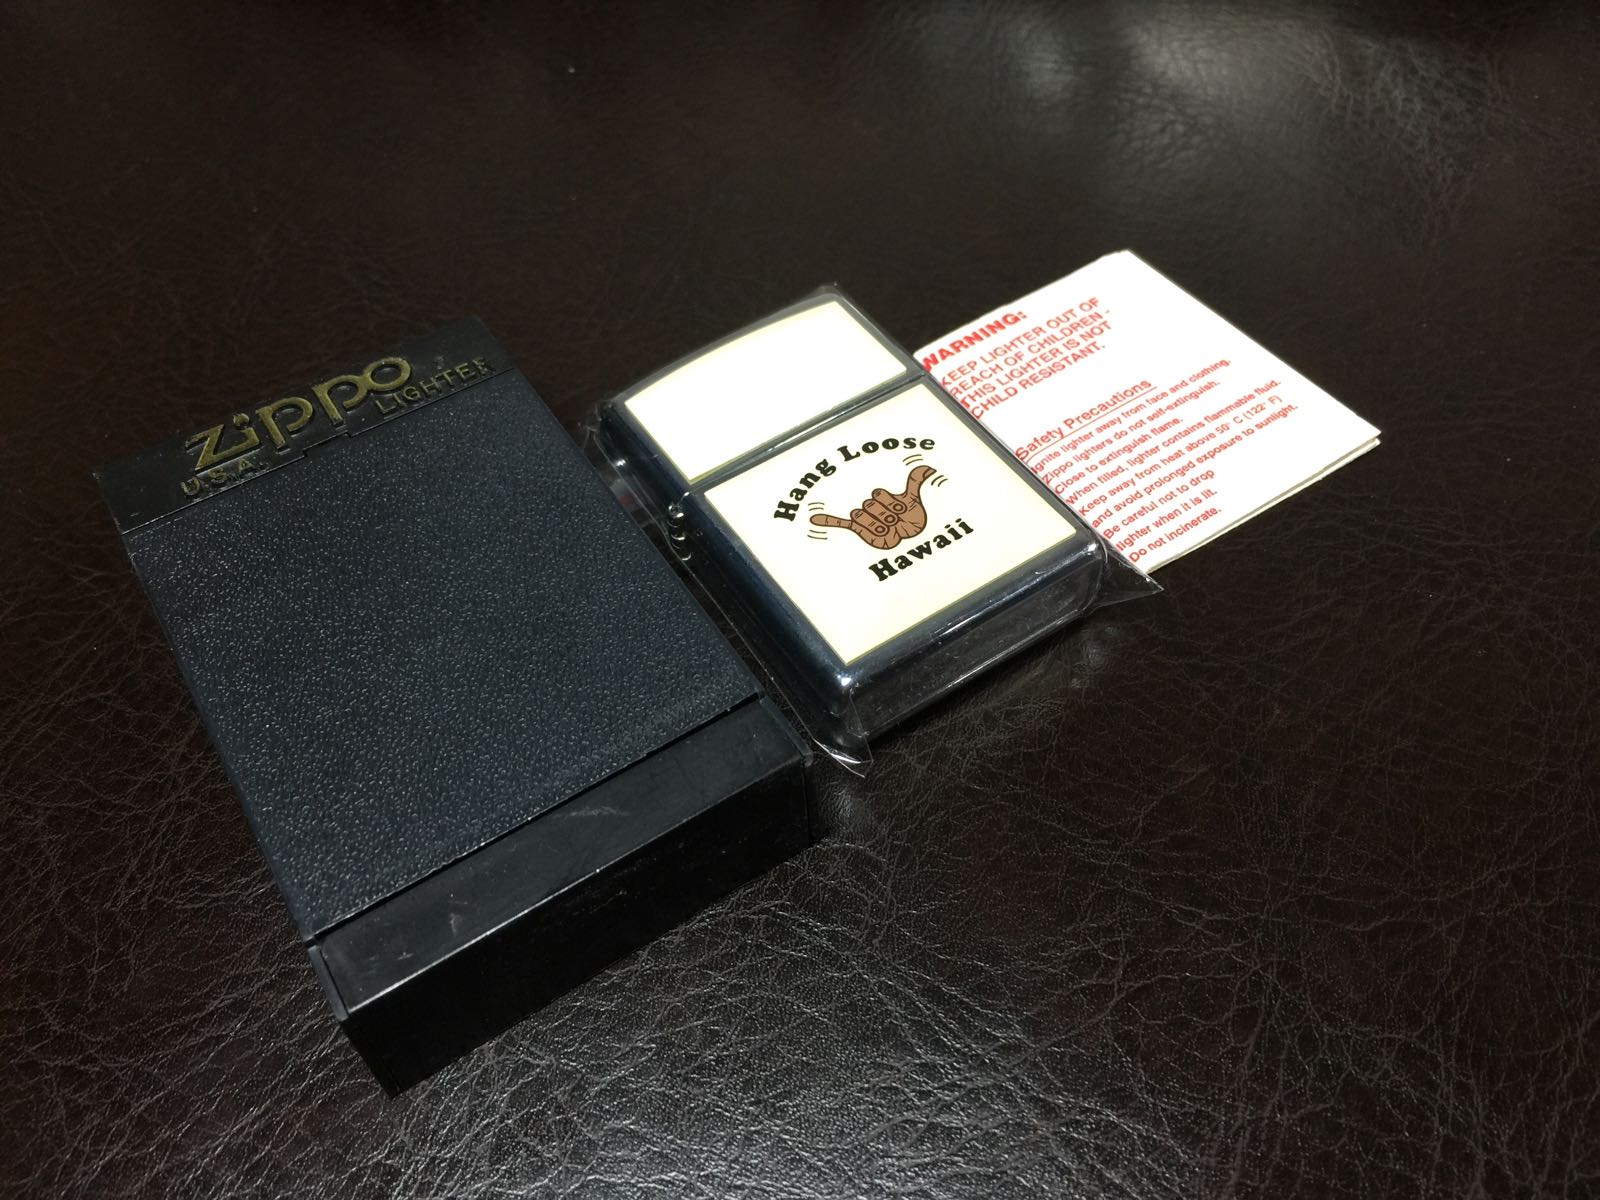 Zippo
LIGHTER
U.S.A.
Hang Loose
Hawaii
WARNING:
KEEP LIGHTER OUT OF
REACH OF CHILDREN -
THIS LIGHTER IS NOT
CHILD RESISTANT.
Safety Precautions
Ignite lighter away from face and clothing.
Zippo lighters do not self-extinguish.
Close to extinguish flame.
When filled, lighter contains flammable fluid.
Keep away from heat above 50° C (122° F)
and avoid prolonged exposure to sunlight.
Be careful not to drop
lighter when it is lit.
Do not incinerate.